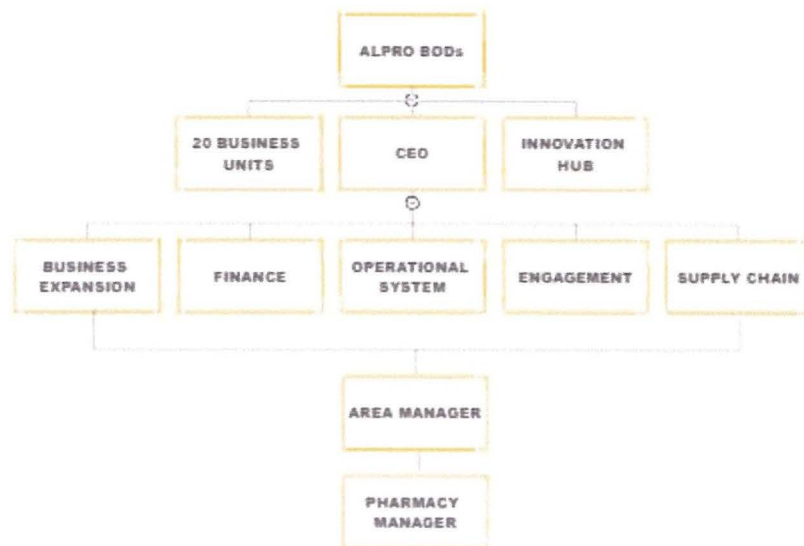 ALPRO BODs
20 BUSINESS
UNITS
CEO
INNOVATION
HUB
BUSINESS
EXPANSION
FINANCE
OPERATIONAL
SYSTEM
ENGAGEMENT
SUPPLY CHAIN
AREA MANAGER
PHARMACY
MANAGER